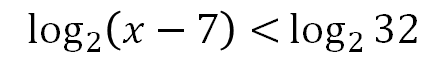 log₂(x − 7) < log₂ 32